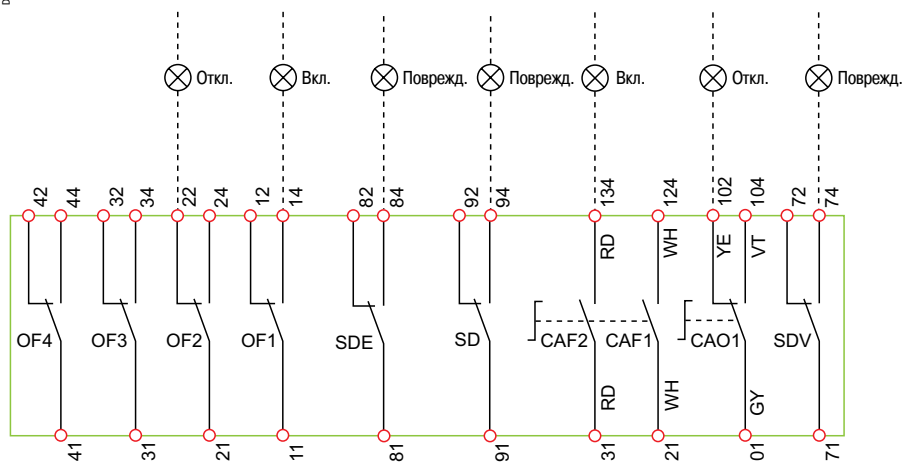 Откл.
Вкл.
Поврежд.
Поврежд.
Вкл.
Откл.
Поврежд.
42 44 32 34 22 24 12 14 82 84 92 94 134 124 102 104 72 74
RD WH YE VT
OF4 OF3 OF2 OF1 SDE SD CAF2 CAF1 CAO1 SDV
RD WH GY
41 31 21 11 81 91 31 21 01 71